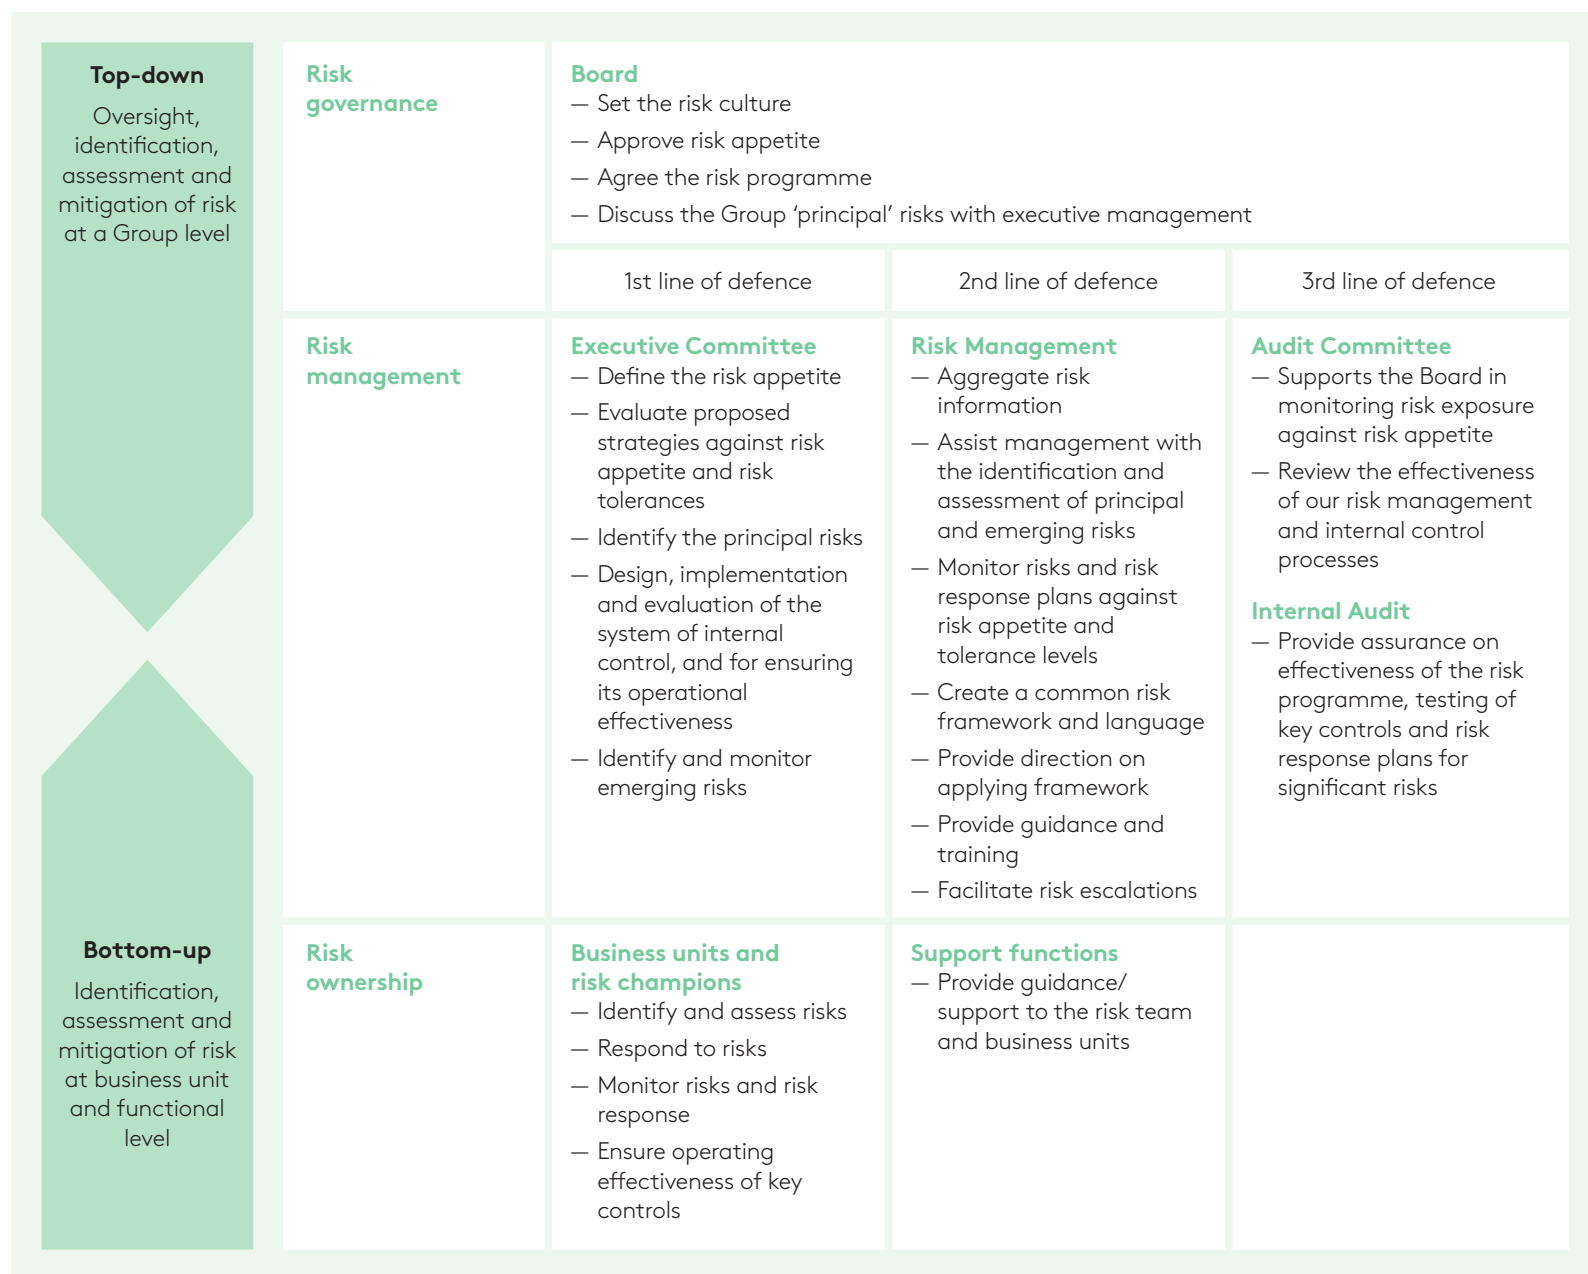 Top-down
Oversight,
identification,
assessment and
mitigation of risk
at a Group level
Risk
governance
Board
— Set the risk culture
— Approve risk appetite
— Agree the risk programme
— Discuss the Group ‘principal’ risks with executive management
1st line of defence
2nd line of defence
3rd line of defence
Risk
management
Executive Committee
— Define the risk appetite
— Evaluate proposed
strategies against risk
appetite and risk
tolerances
— Identify the principal risks
— Design, implementation
and evaluation of the
system of internal
control, and for ensuring
its operational
effectiveness
— Identify and monitor
emerging risks
Risk Management
— Aggregate risk
information
— Assist management with
the identification and
assessment of principal
and emerging risks
— Monitor risks and risk
response plans against
risk appetite and
tolerance levels
— Create a common risk
framework and language
— Provide direction on
applying framework
— Provide guidance and
training
— Facilitate risk escalations
Audit Committee
— Supports the Board in
monitoring risk exposure
against risk appetite
— Review the effectiveness
of our risk management
and internal control
processes
Internal Audit
— Provide assurance on
effectiveness of the risk
programme, testing of
key controls and risk
response plans for
significant risks
Bottom-up
Identification,
assessment and
mitigation of risk
at business unit
and functional
level
Risk
ownership
Business units and
risk champions
— Identify and assess risks
— Respond to risks
— Monitor risks and risk
response
— Ensure operating
effectiveness of key
controls
Support functions
— Provide guidance/
support to the risk team
and business units